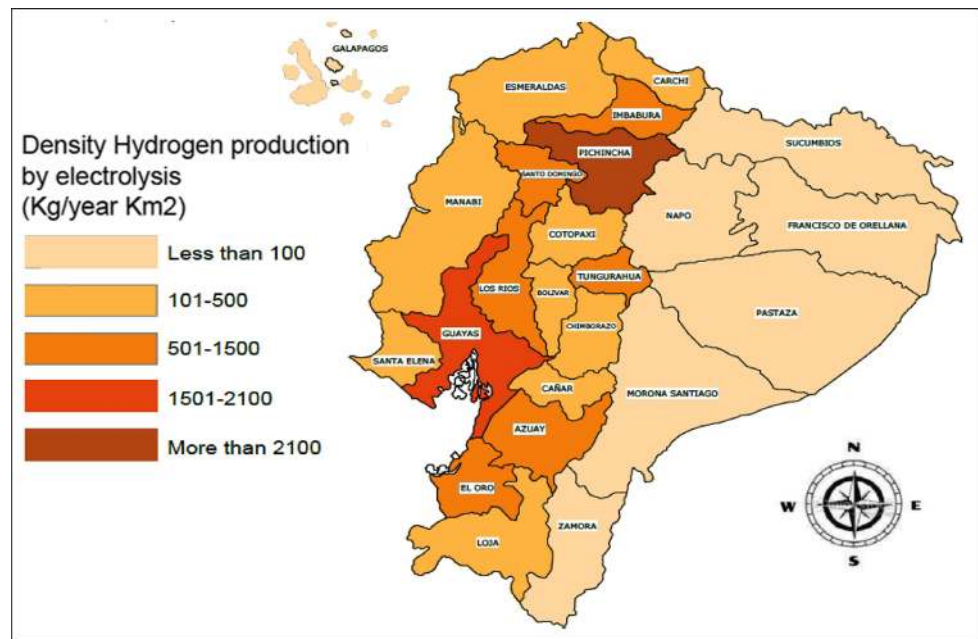 GALAPAGOS
ESMERALDAS
CARCHI
IMBABURA
Density Hydrogen production
by electrolysis
(Kg/year Km2)
Less than 100
101-500
501-1500
1501-2100
More than 2100
PICHINCHA
SUCUMBIOS
SANTO DOMINGO
MANABI
NAPO
FRANCISCO DE ORELLANA
COTOPAXI
TUNGURAHUA
LOS RIOS
BOLIVAR
PASTAZA
CHIMBORAZO
GUAYAS
SANTA ELENA
CAÑAR
MORONA SANTIAGO
AZUAY
EL ORO
ZAMORA
LOJA
N
W
E
S